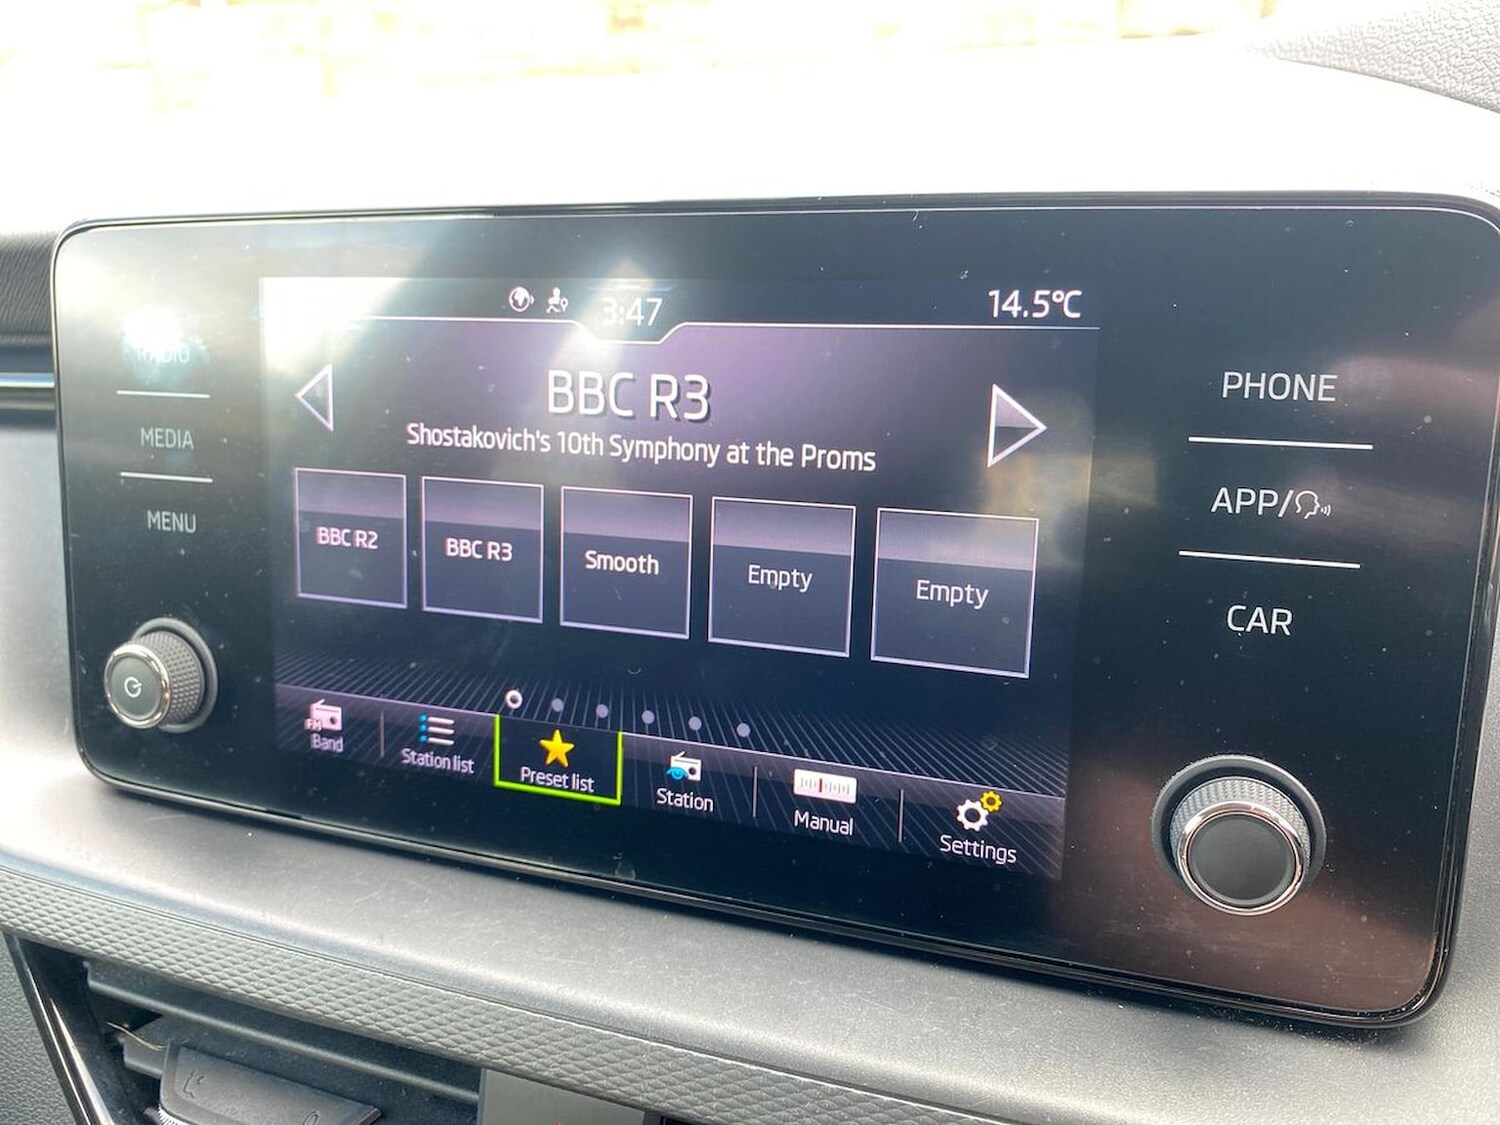 3:47
14.5°C
BBC R3
Shostakovich's 10th Symphony at the Proms
BBC R2
BBC R3
Smooth
Empty
Empty
FM
Band
Station list
Preset list
Station
Manual
Settings
RADIO
MEDIA
MENU
PHONE
APP/
CAR